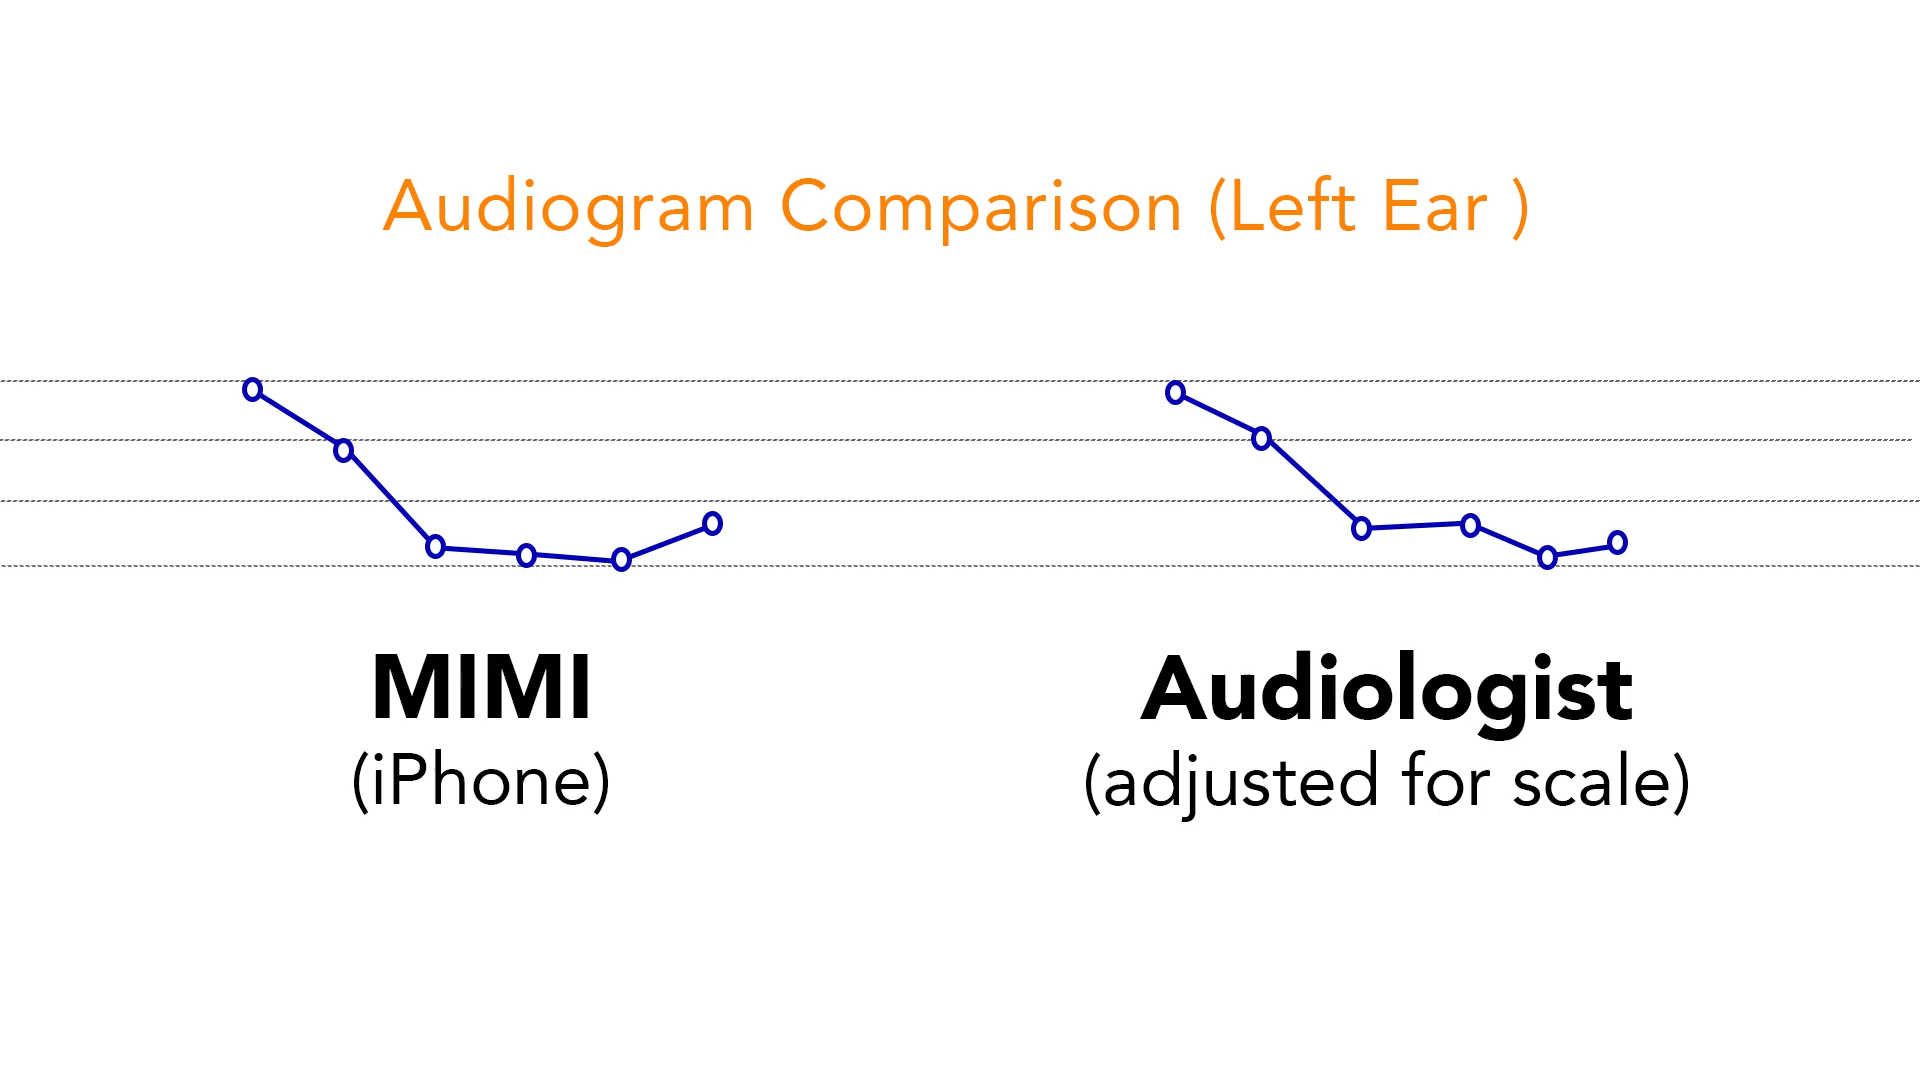 Audiogram Comparison (Left Ear )
MIMI
(iPhone)
Audiologist
(adjusted for scale)